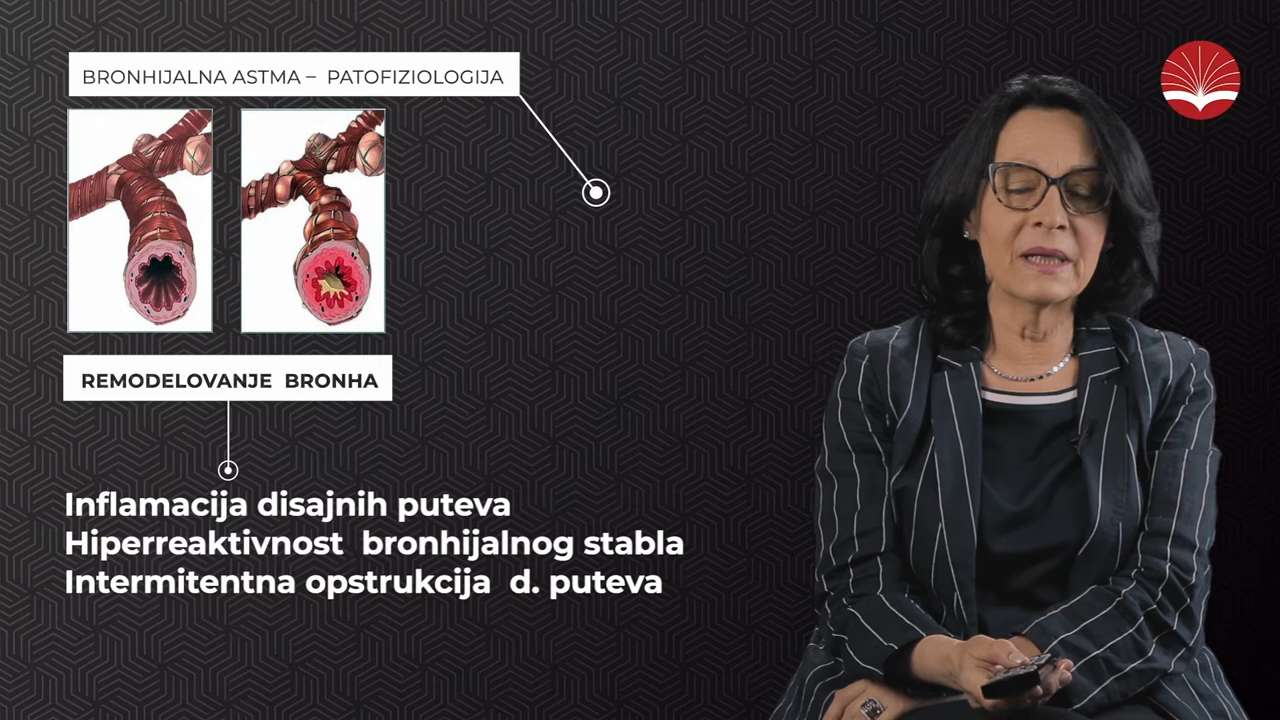 BRONHIJALNA ASTMA – PATOFIZIOLOGIJA
REMODELOVANJE BRONHA
Inflamacija disajnih puteva
Hiperreaktivnost bronhijalnog stabla
Intermitentna opstrukcija d. puteva